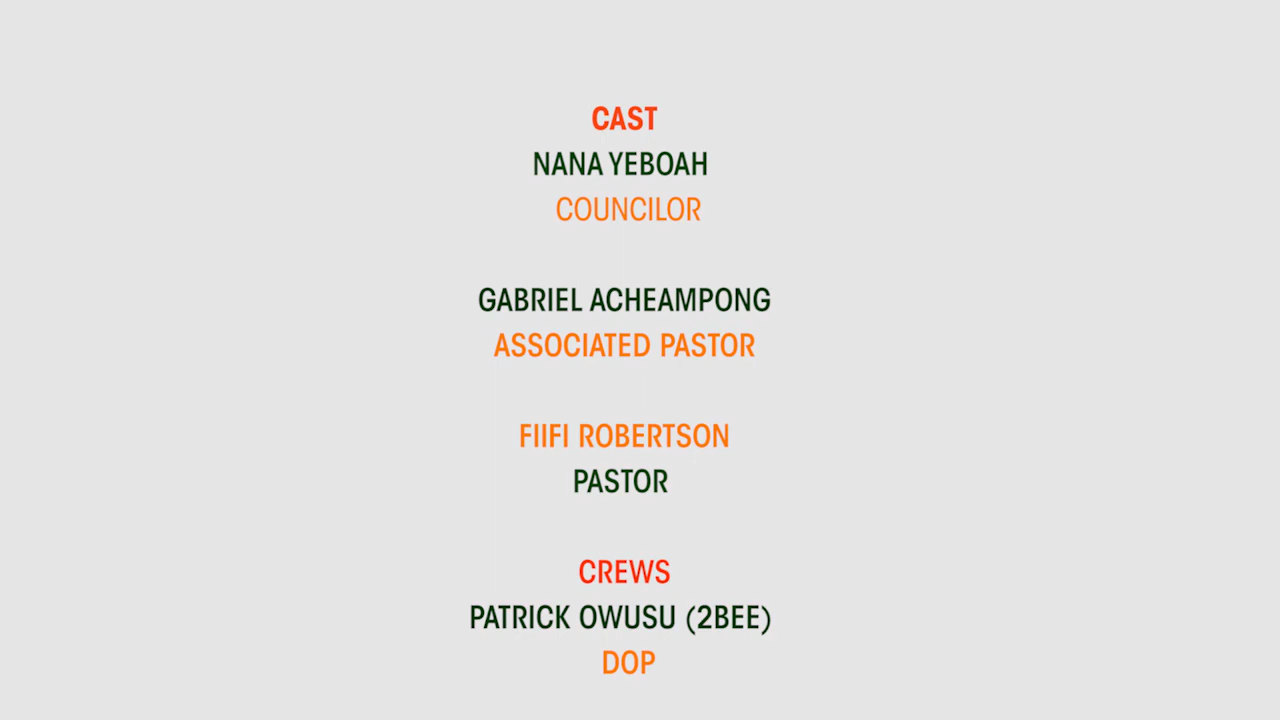 CAST
NANA YEBOAH
COUNCILOR
GABRIEL ACHEAMPONG
ASSOCIATED PASTOR
FIIFI ROBERTSON
PASTOR
CREWS
PATRICK OWUSU (2BEE)
DOP